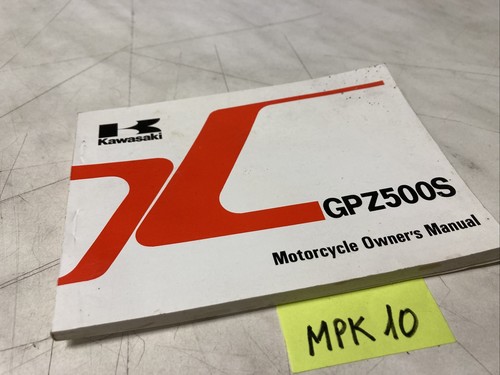 Kawasaki
GPZ500S
Motorcycle Owner's Manual
MPK 10